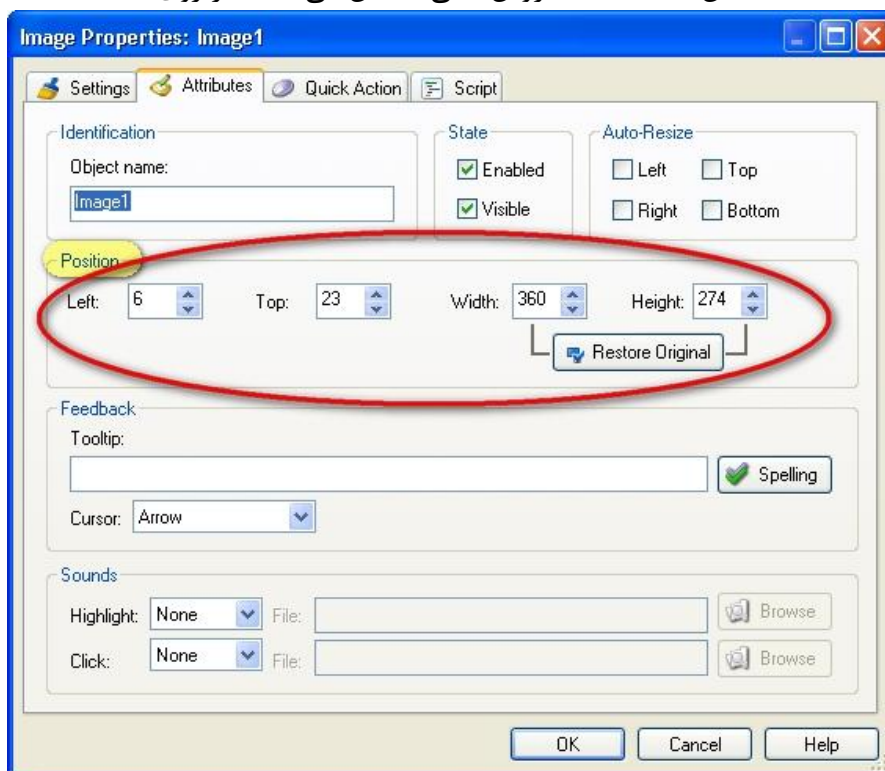 Image Properties: Image1
Settings Attributes Quick Action Script
Identification
Object name:
Image1
State
Enabled
Visible
Auto-Resize
Left Top
Right Bottom
Position
Left: 6 Top: 23 Width: 360 Height: 274
Restore Original
Feedback
Tooltip:
Spelling
Cursor: Arrow
Sounds
Highlight: None File: Browse
Click: None File: Browse
OK Cancel Help